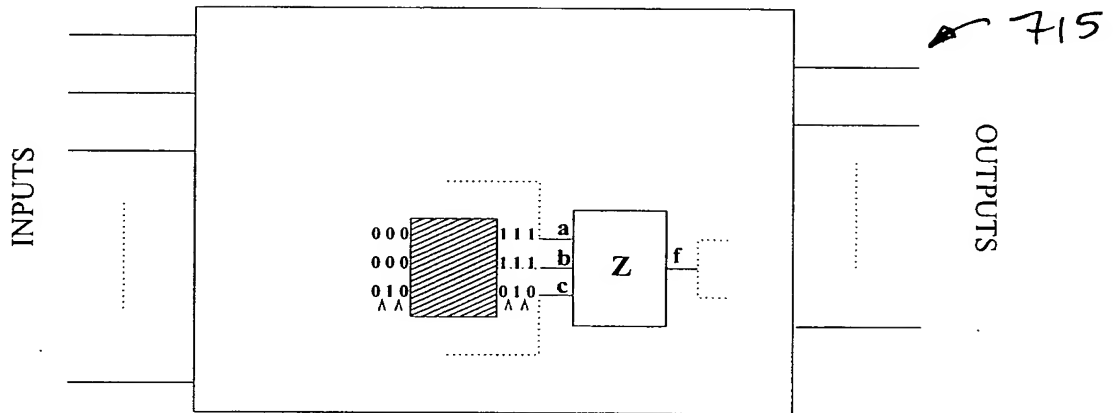 715
INPUTS
OUTPUTS
000 111 a
000 111 b Z f
010 010 c
^ ^ ^ ^